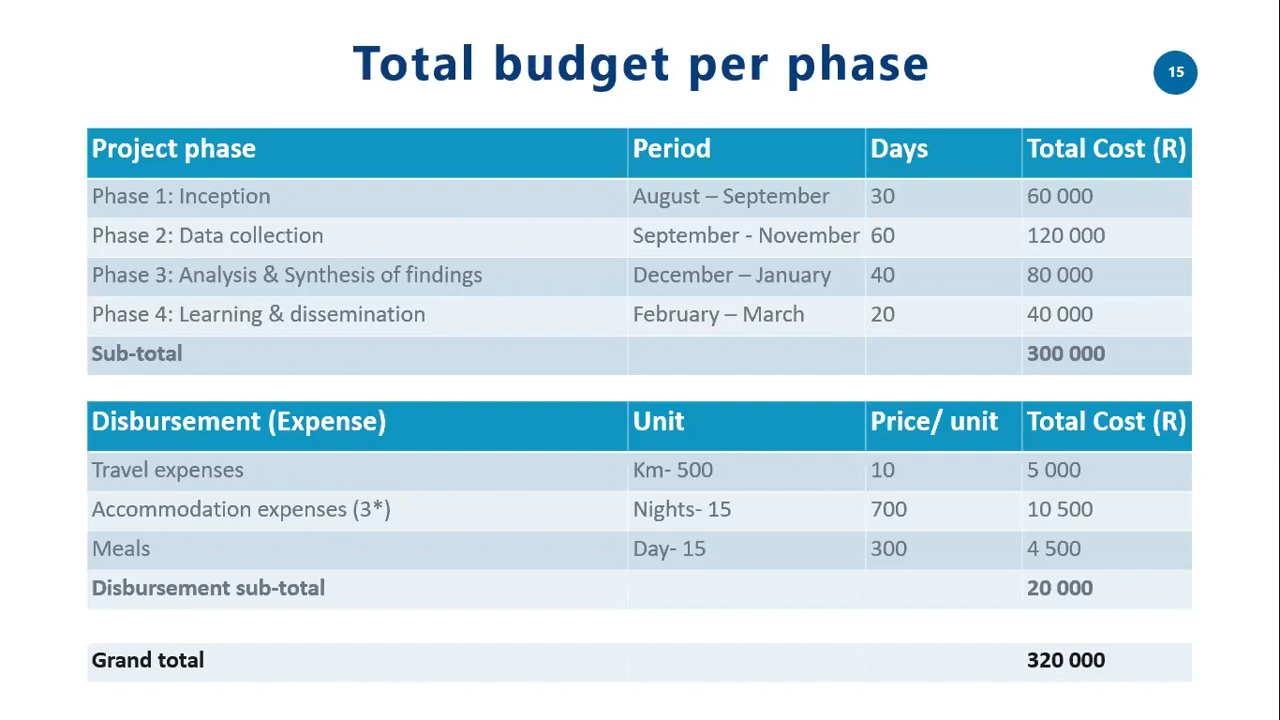 Total budget per phase
15
Project phase Period Days Total Cost (R)
Phase 1: Inception August – September 30 60 000
Phase 2: Data collection September - November 60 120 000
Phase 3: Analysis & Synthesis of findings December – January 40 80 000
Phase 4: Learning & dissemination February – March 20 40 000
Sub-total 300 000
Disbursement (Expense) Unit Price/ unit Total Cost (R)
Travel expenses Km- 500 10 5 000
Accommodation expenses (3*) Nights- 15 700 10 500
Meals Day- 15 300 4 500
Disbursement sub-total 20 000
Grand total 320 000